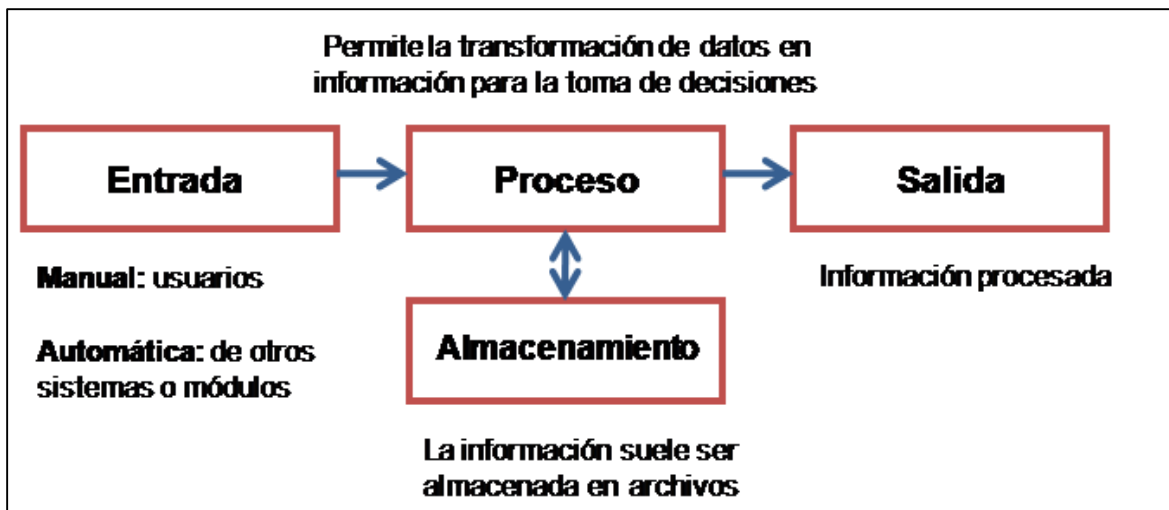 Permite la transformación de datos en
información para la toma de decisiones
Entrada
Proceso
Salida
Manual: usuarios
Automática: de otros
sistemas o módulos
Almacenamiento
Información procesada
La información suele ser
almacenada en archivos